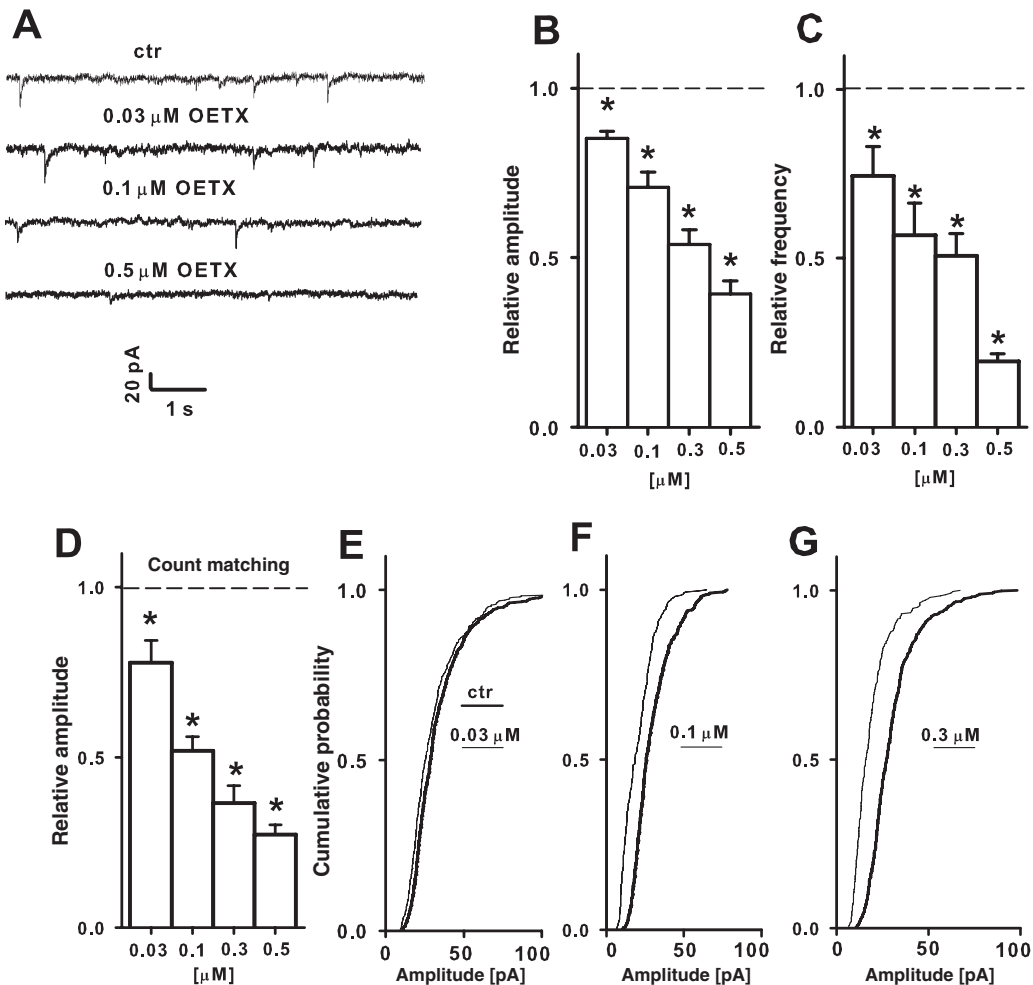 A
ctr
0.03 μM OETX
0.1 μM OETX
0.5 μM OETX
20 pA
1 s
B
Relative amplitude
1.0
0.5
0.0
*
*
*
*
0.03 0.1 0.3 0.5
[μM]
C
Relative frequency
1.0
0.5
0.0
*
*
*
*
0.03 0.1 0.3 0.5
[μM]
D
Count matching
Relative amplitude
1.0
0.5
0.0
*
*
*
*
0.03 0.1 0.3 0.5
[μM]
E
Cumulative probability
1.0
0.5
0.0
ctr
0.03 μM
0 50 100
Amplitude [pA]
F
1.0
0.5
0.0
0.1 μM
0 50 100
Amplitude [pA]
G
1.0
0.5
0.0
0.3 μM
0 50 100
Amplitude [pA]